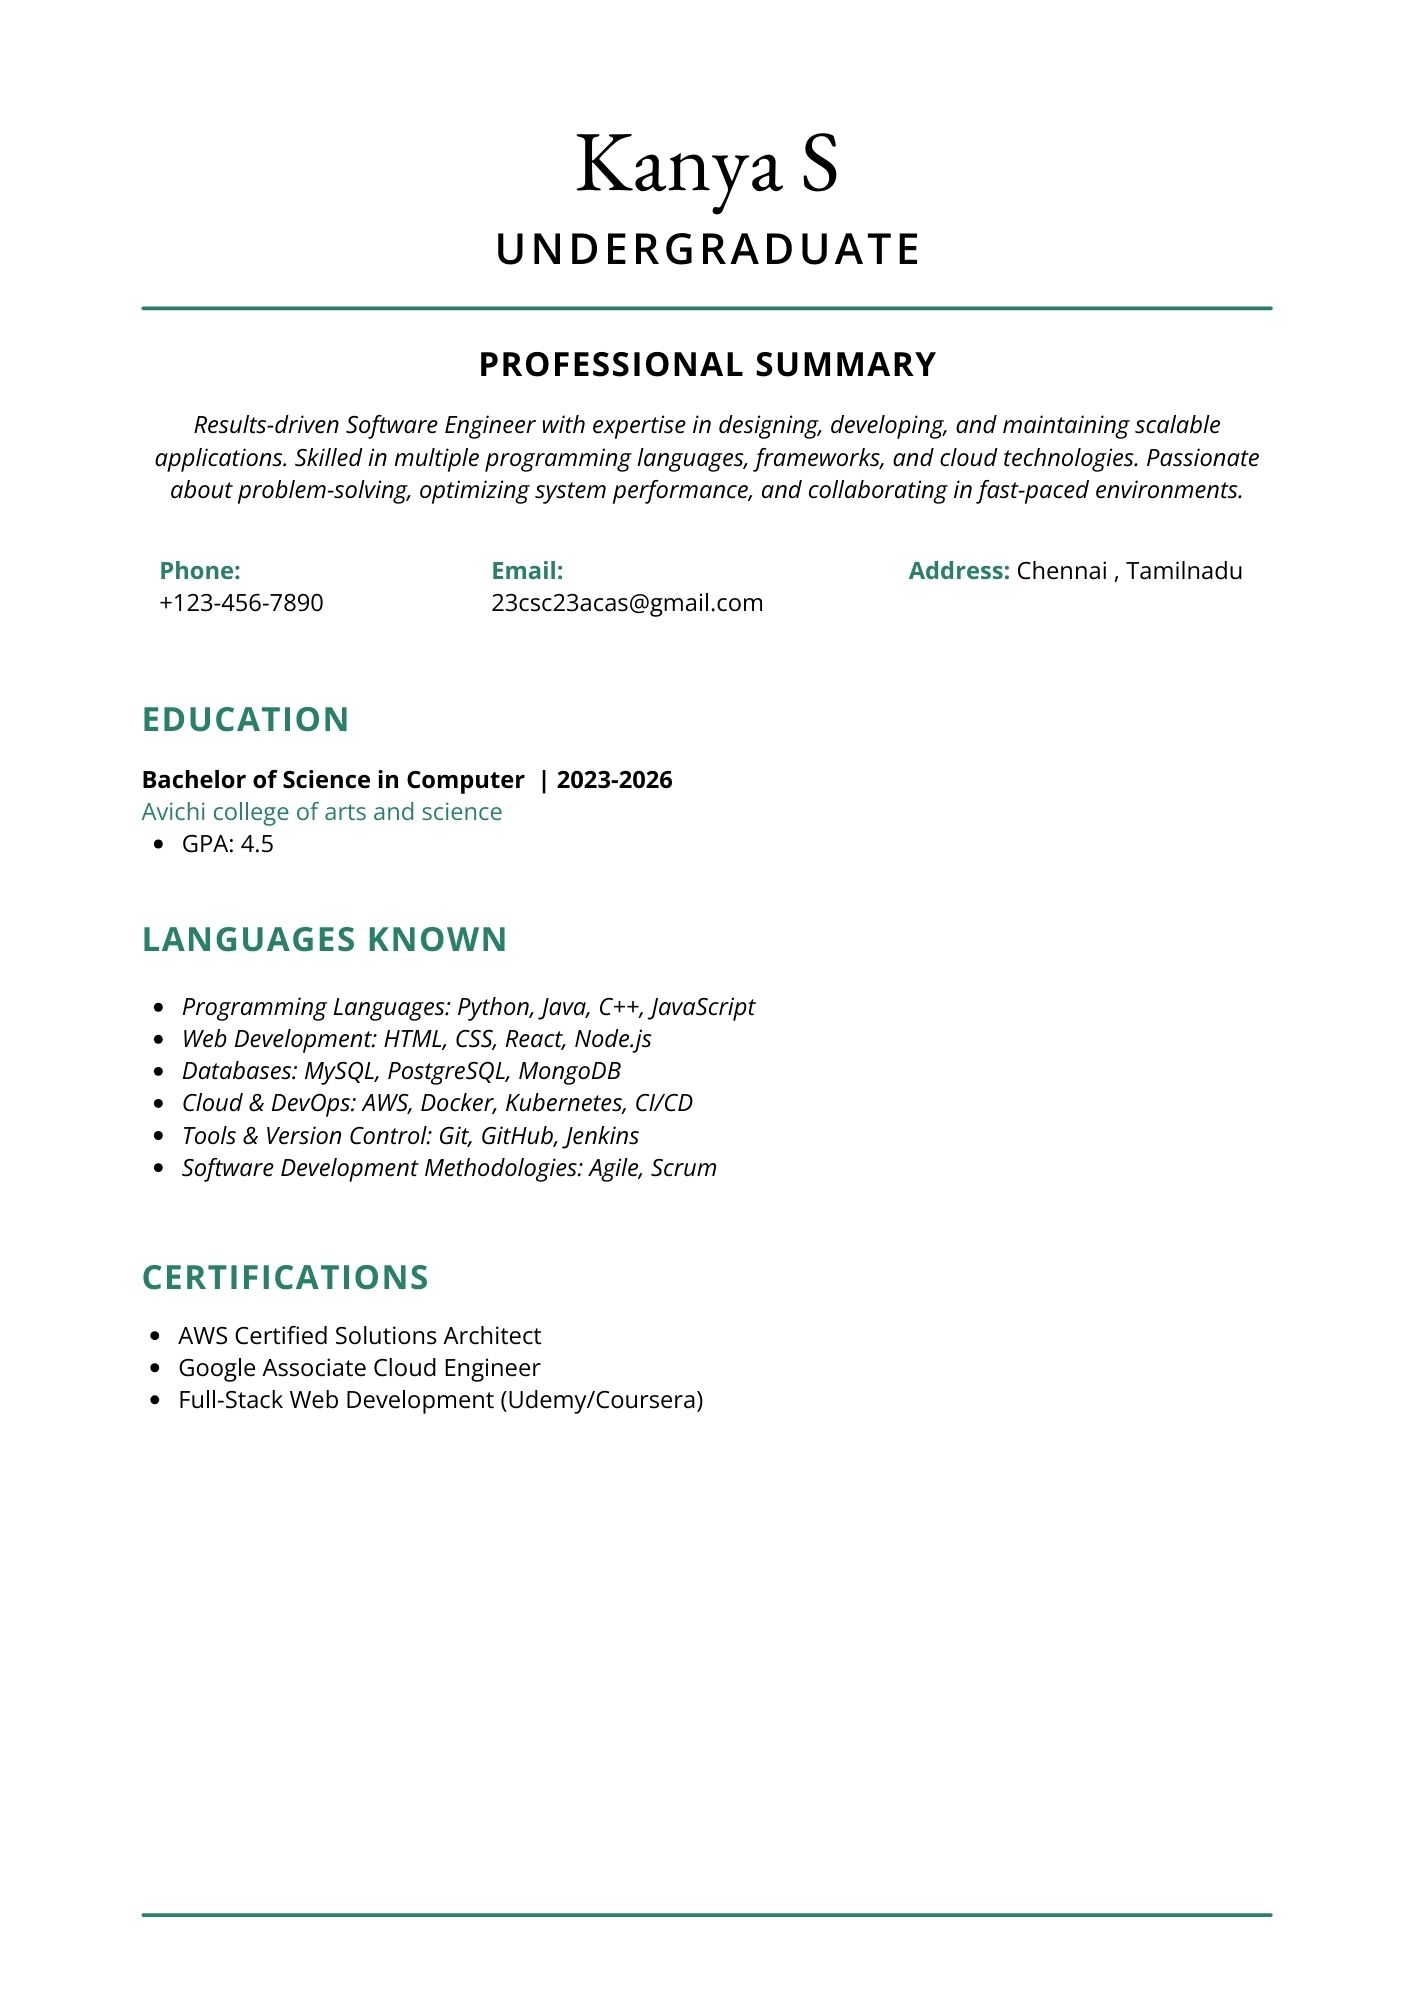 Kanya S
UNDERGRADUATE
PROFESSIONAL SUMMARY
Results-driven Software Engineer with expertise in designing, developing, and maintaining scalable
applications. Skilled in multiple programming languages, frameworks, and cloud technologies. Passionate
about problem-solving, optimizing system performance, and collaborating in fast-paced environments.
Phone:
+123-456-7890
Email:
23csc23acas@gmail.com
Address: Chennai , Tamilnadu
EDUCATION
Bachelor of Science in Computer | 2023-2026
Avichi college of arts and science
• GPA: 4.5
LANGUAGES KNOWN
• Programming Languages: Python, Java, C++, JavaScript
• Web Development: HTML, CSS, React, Node.js
• Databases: MySQL, PostgreSQL, MongoDB
• Cloud & DevOps: AWS, Docker, Kubernetes, CI/CD
• Tools & Version Control: Git, GitHub, Jenkins
• Software Development Methodologies: Agile, Scrum
CERTIFICATIONS
• AWS Certified Solutions Architect
• Google Associate Cloud Engineer
• Full-Stack Web Development (Udemy/Coursera)